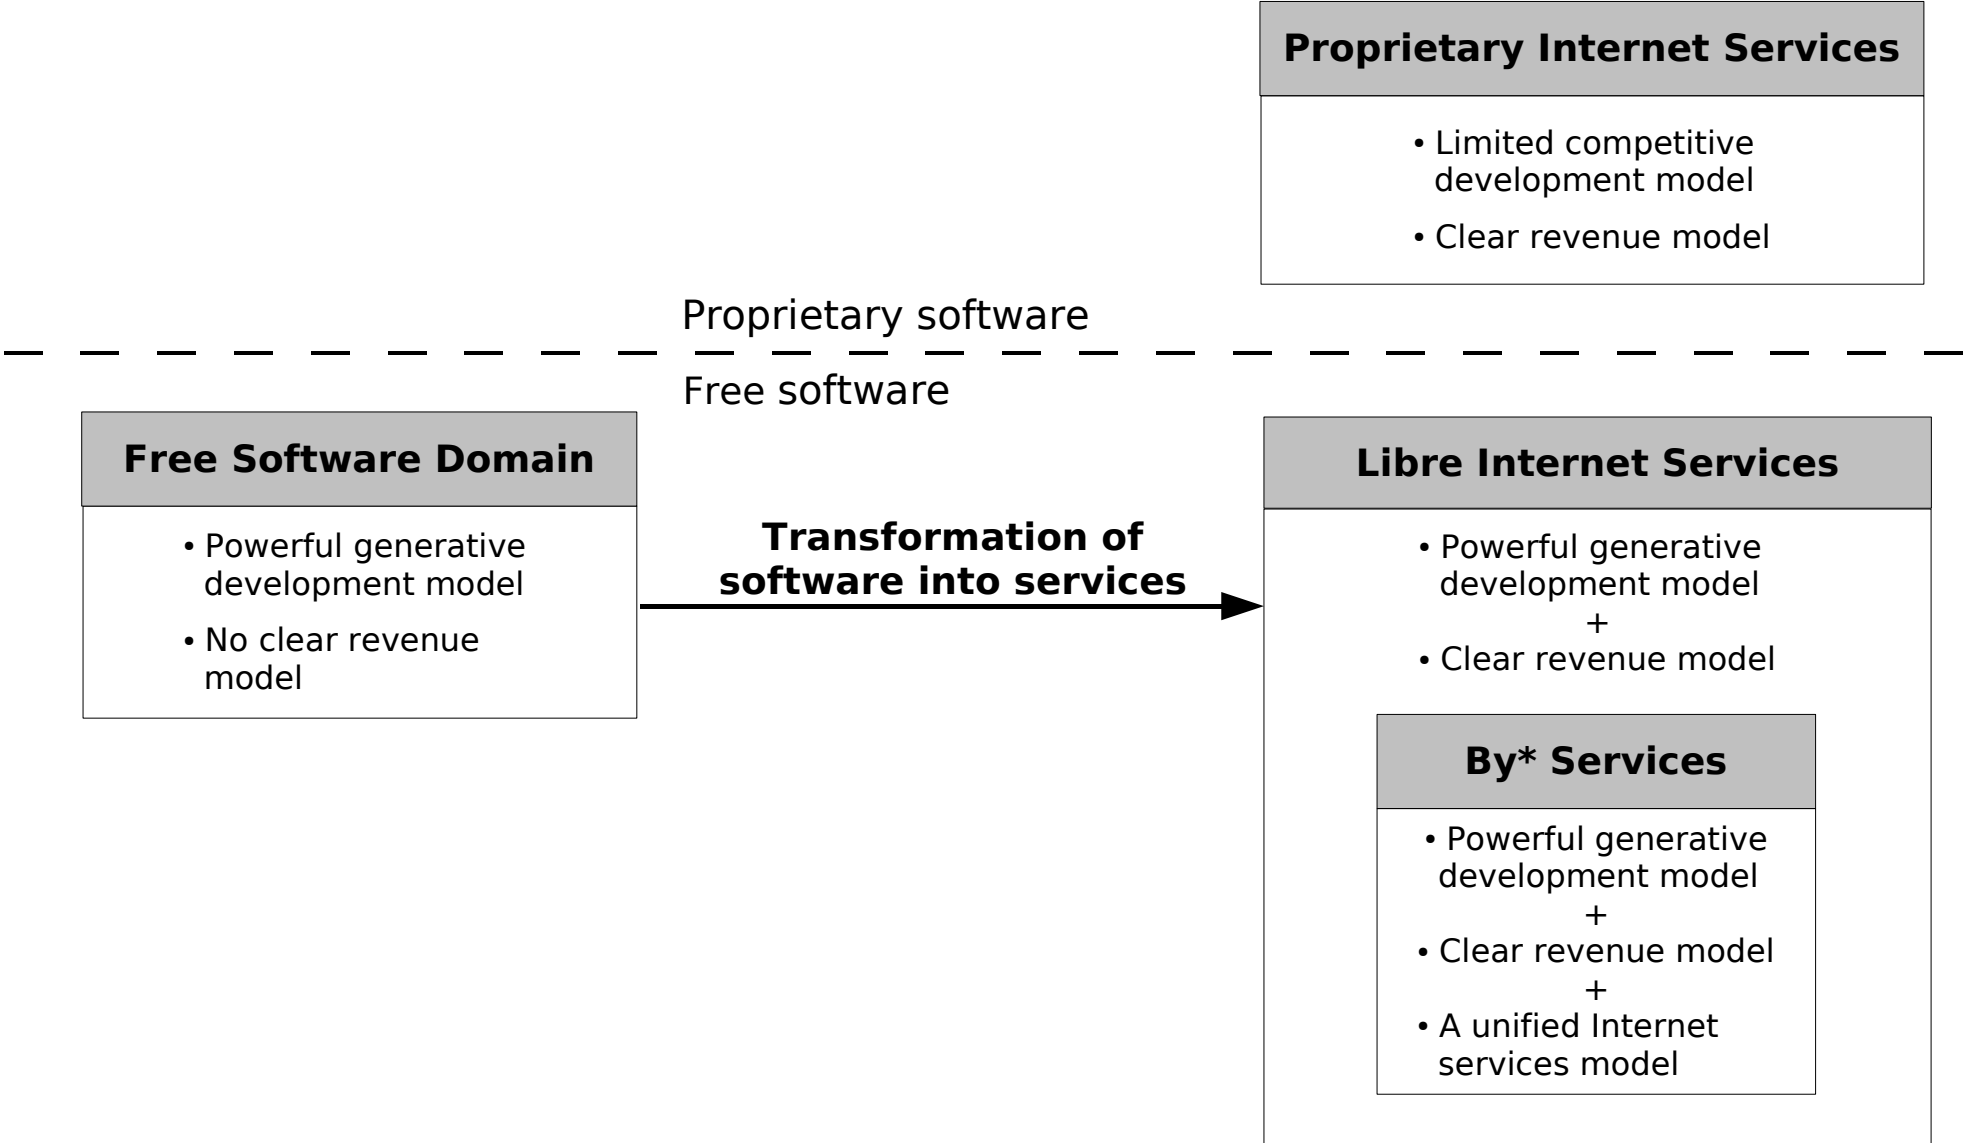 Proprietary Internet Services
• Limited competitive
development model
• Clear revenue model
Proprietary software
Free software
Free Software Domain
• Powerful generative
development model
• No clear revenue
model
Transformation of
software into services
Libre Internet Services
• Powerful generative
development model
+
• Clear revenue model
By* Services
• Powerful generative
development model
+
• Clear revenue model
+
• A unified Internet
services model